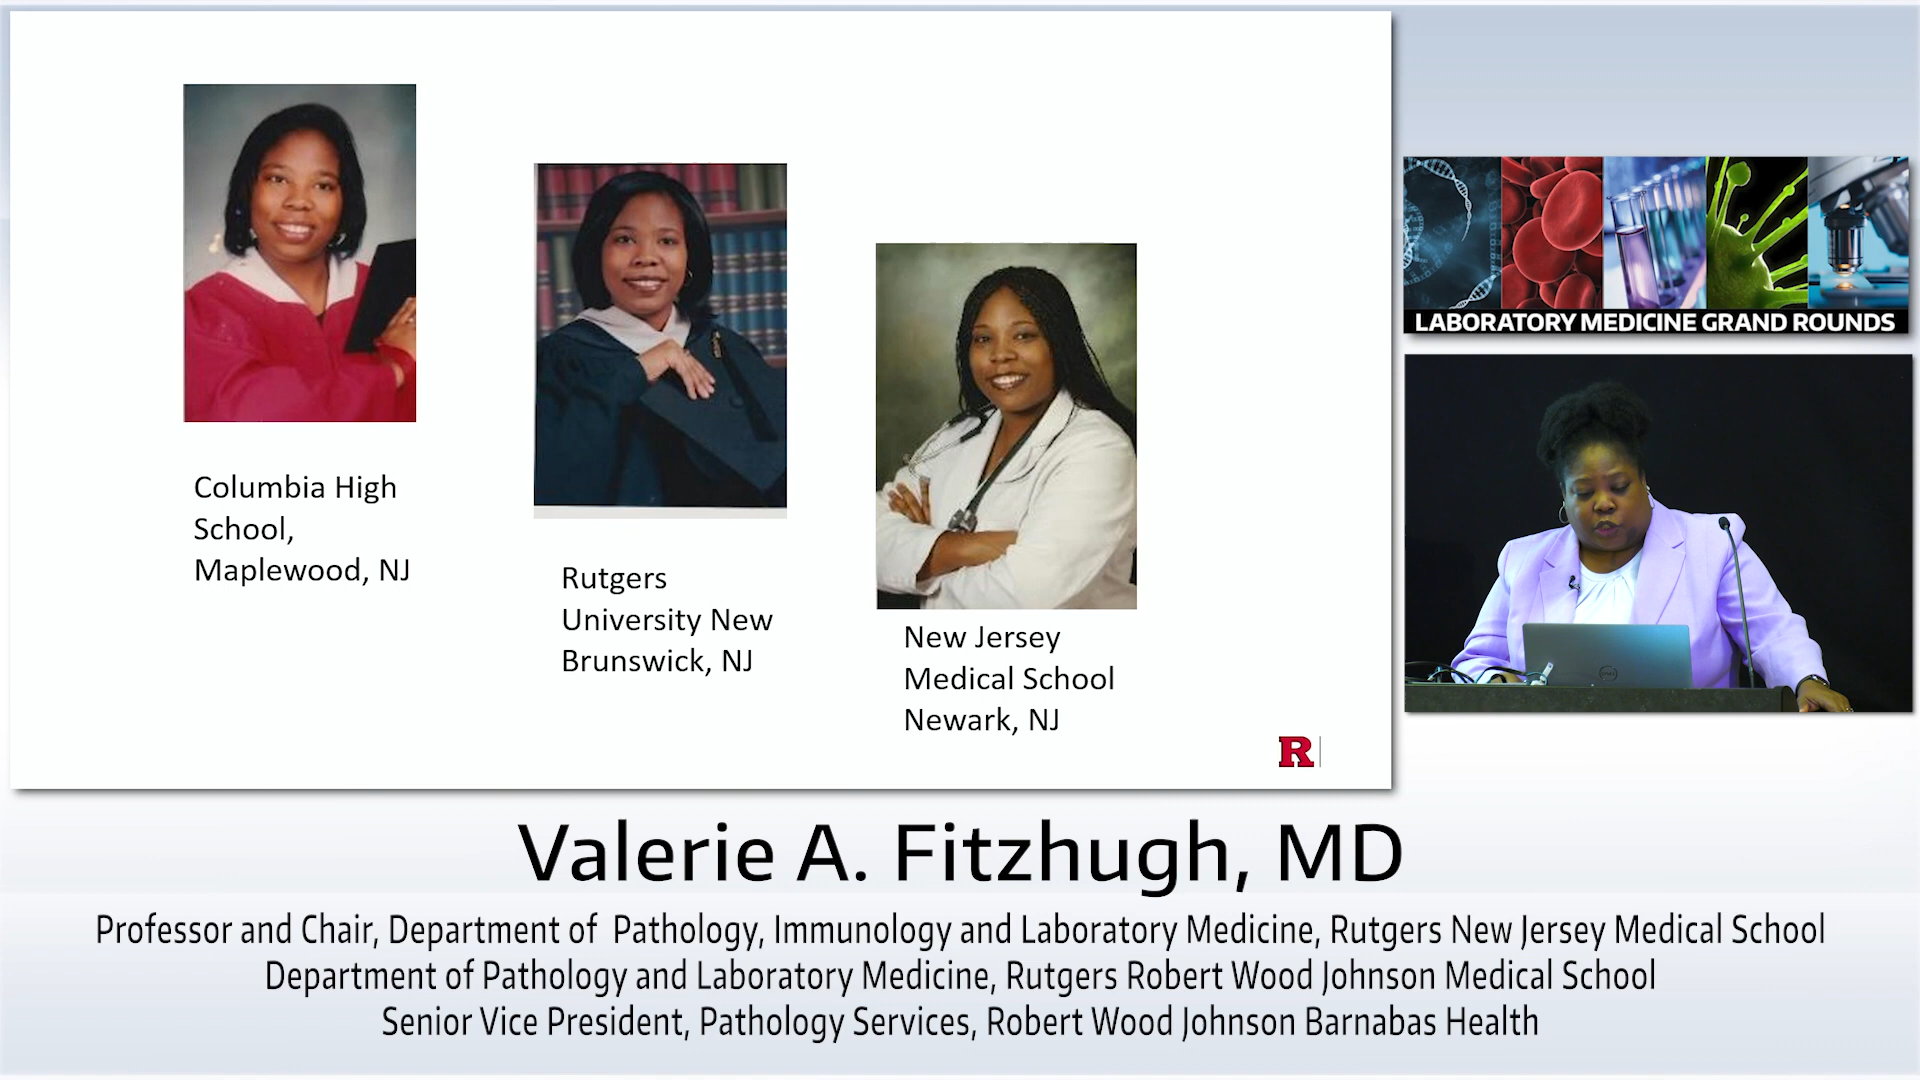 Columbia High
School,
Maplewood, NJ
Rutgers
University New
Brunswick, NJ
New Jersey
Medical School
Newark, NJ
R
LABORATORY MEDICINE GRAND ROUNDS
Valerie A. Fitzhugh, MD
Professor and Chair, Department of Pathology, Immunology and Laboratory Medicine, Rutgers New Jersey Medical School
Department of Pathology and Laboratory Medicine, Rutgers Robert Wood Johnson Medical School
Senior Vice President, Pathology Services, Robert Wood Johnson Barnabas Health